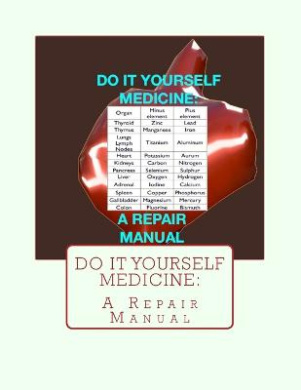 DO IT YOURSELF
MEDICINE:
Organ Minus element Plus element
Thyroid Zinc Lead
Thymus Manganese Iron
Lungs Lymph Nodes Titanium Aluminum
Heart Potassium Aurum
Kidneys Carbon Nitrogen
Pancreas Selenium Sulphur
Liver Oxygen Hydrogen
Adrenal Iodine Calcium
Spleen Copper Phosphorus
Gallbladder Magnesium Mercury
Colon Fluorine Bismuth
A REPAIR
MANUAL
DO IT YOURSELF
MEDICINE:
A Repair
Manual